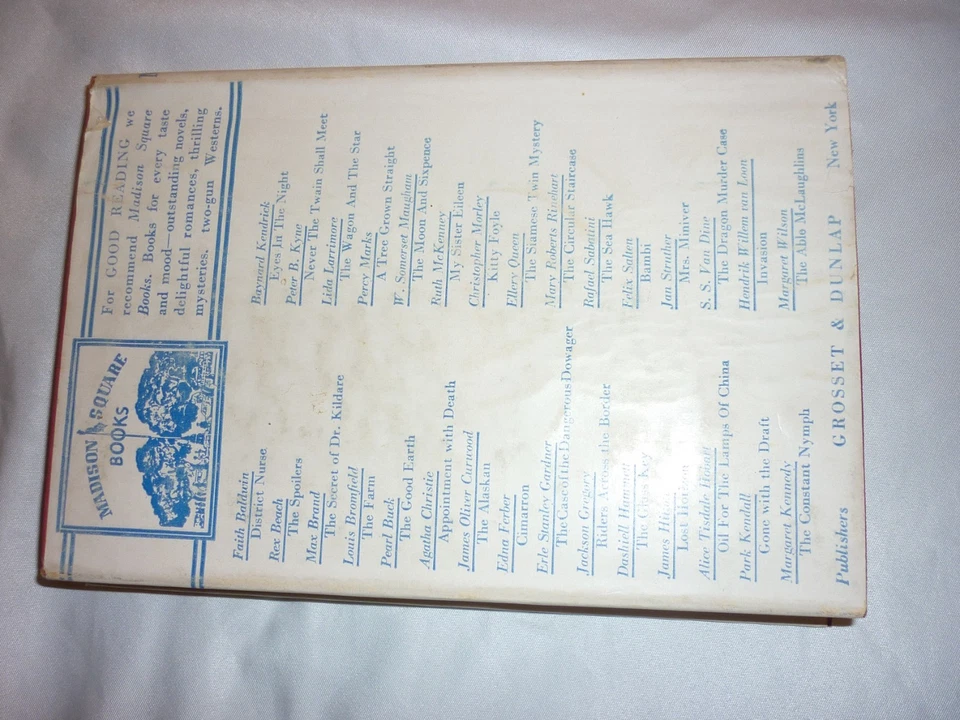 MADISON SQUARE
BOOKS
For GOOD READING we
recommend Madison Square
Books. Books for every taste
and mood—outstanding novels,
delightful romances, thrilling
mysteries, two-gun Westerns.
Faith Baldwin
District Nurse
Rex Beach
The Spoilers
Max Brand
The Secret of Dr. Kildare
Louis Bromfield
The Farm
Pearl Buck
The Good Earth
Agatha Christie
Appointment with Death
James Oliver Curwood
The Alaskan
Edna Ferber
Cimarron
Erle Stanley Gardner
The Case of the Dangerous Dowager
Jackson Gregory
Riders Across the Border
Dashiell Hammett
The Glass Key
James Hilton
Lost Horizon
Alice Tisdale Hobart
Oil For The Lamps Of China
Park Kendall
Gone with the Draft
Margaret Kennedy
The Constant Nymph
Baynard Kendrick
Eyes In The Night
Peter B. Kyne
Never The Twain Shall Meet
Lida Larrimore
The Wagon And The Star
Percy Marks
A Tree Grown Straight
W. Somerset Maugham
The Moon And Sixpence
Ruth McKenney
My Sister Eileen
Christopher Morley
Kitty Foyle
Ellery Queen
The Siamese Twin Mystery
Mary Roberts Rinehart
The Circular Staircase
Rafael Sabatini
The Sea Hawk
Felix Salten
Bambi
Jan Struther
Mrs. Miniver
S. S. Van Dine
The Dragon Murder Case
Hendrik Willem van Loon
Invasion
Margaret Wilson
The Able McLaughlins
Publishers GROSSET & DUNLAP New York